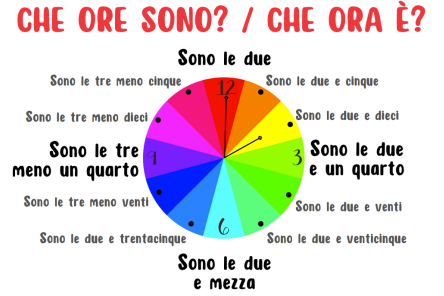 CHE ORE SONO? / CHE ORA È?
Sono le due
Sono le tre meno cinque
Sono le due e cinque
12
Sono le tre meno dieci
Sono le due e dieci
Sono le tre
meno un quarto
9
3
Sono le due
e un quarto
Sono le tre meno venti
Sono le due e venti
6
Sono le due e trentacinque
Sono le due e venticinque
Sono le due
e mezza